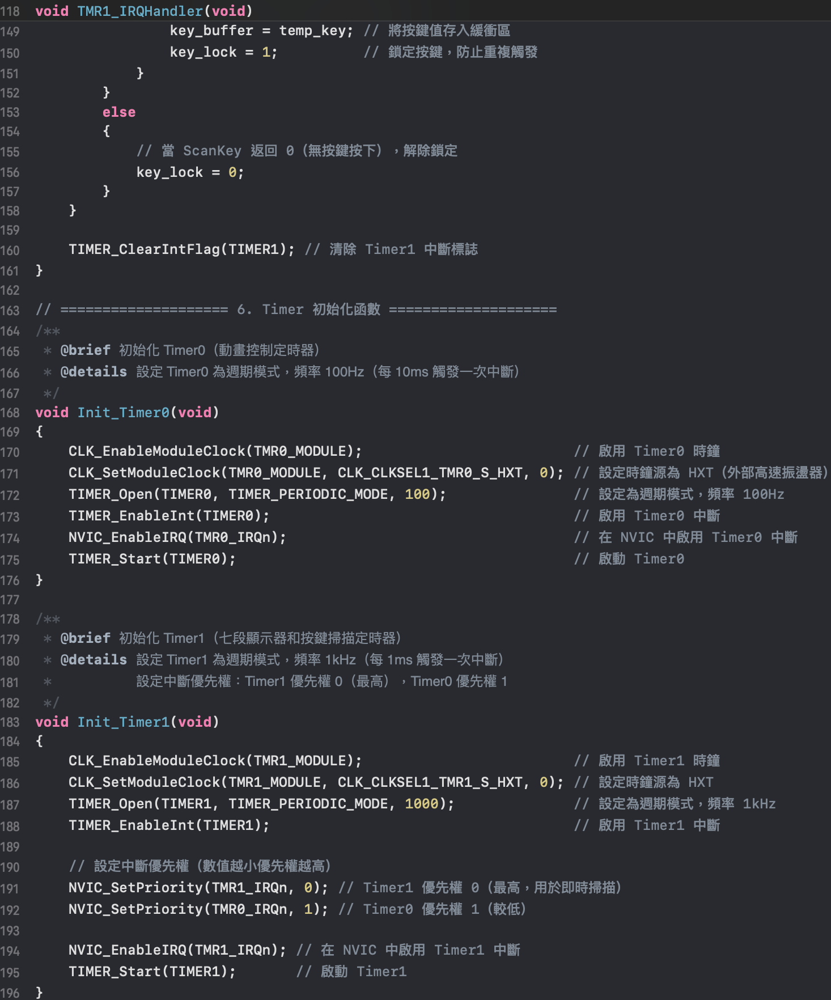 118 void TMR1_IRQHandler(void)
149                 key_buffer = temp_key; // 將按鍵值存入緩衝區
150                 key_lock = 1;          // 鎖定按鍵，防止重複觸發
151             }
152         }
153         else
154         {
155             // 當 ScanKey 返回 0（無按鍵按下），解除鎖定
156             key_lock = 0;
157         }
158     }
159
160     TIMER_ClearIntFlag(TIMER1); // 清除 Timer1 中斷標誌
161 }
162
163 // ==================== 6. Timer 初始化函數 ====================
164 /**
165  * @brief 初始化 Timer0（動畫控制定時器）
166  * @details 設定 Timer0 為週期模式，頻率 100Hz（每 10ms 觸發一次中斷）
167  */
168 void Init_Timer0(void)
169 {
170     CLK_EnableModuleClock(TMR0_MODULE);                          // 啟用 Timer0 時鐘
171     CLK_SetModuleClock(TMR0_MODULE, CLK_CLKSEL1_TMR0_S_HXT, 0); // 設定時鐘源為 HXT（外部高速振盪器）
172     TIMER_Open(TIMER0, TIMER_PERIODIC_MODE, 100);                // 設定為週期模式，頻率 100Hz
173     TIMER_EnableInt(TIMER0);                                     // 啟用 Timer0 中斷
174     NVIC_EnableIRQ(TMR0_IRQn);                                   // 在 NVIC 中啟用 Timer0 中斷
175     TIMER_Start(TIMER0);                                         // 啟動 Timer0
176 }
177
178 /**
179  * @brief 初始化 Timer1（七段顯示器和按鍵掃描定時器）
180  * @details 設定 Timer1 為週期模式，頻率 1kHz（每 1ms 觸發一次中斷）
181  *          設定中斷優先權：Timer1 優先權 0（最高），Timer0 優先權 1
182  */
183 void Init_Timer1(void)
184 {
185     CLK_EnableModuleClock(TMR1_MODULE);                          // 啟用 Timer1 時鐘
186     CLK_SetModuleClock(TMR1_MODULE, CLK_CLKSEL1_TMR1_S_HXT, 0); // 設定時鐘源為 HXT
187     TIMER_Open(TIMER1, TIMER_PERIODIC_MODE, 1000);               // 設定為週期模式，頻率 1kHz
188     TIMER_EnableInt(TIMER1);                                     // 啟用 Timer1 中斷
189
190     // 設定中斷優先權（數值越小優先權越高）
191     NVIC_SetPriority(TMR1_IRQn, 0); // Timer1 優先權 0（最高，用於即時掃描）
192     NVIC_SetPriority(TMR0_IRQn, 1); // Timer0 優先權 1（較低）
193
194     NVIC_EnableIRQ(TMR1_IRQn); // 在 NVIC 中啟用 Timer1 中斷
195     TIMER_Start(TIMER1);       // 啟動 Timer1
196 }